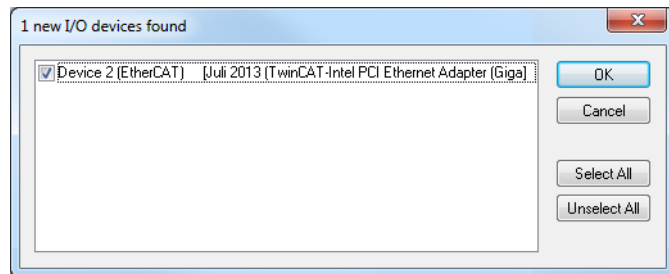 1 new I/O devices found
Device 2 (EtherCAT) [Juli 2013 (TwinCAT-Intel PCI Ethernet Adapter (Giga]
OK
Cancel
Select All
Unselect All